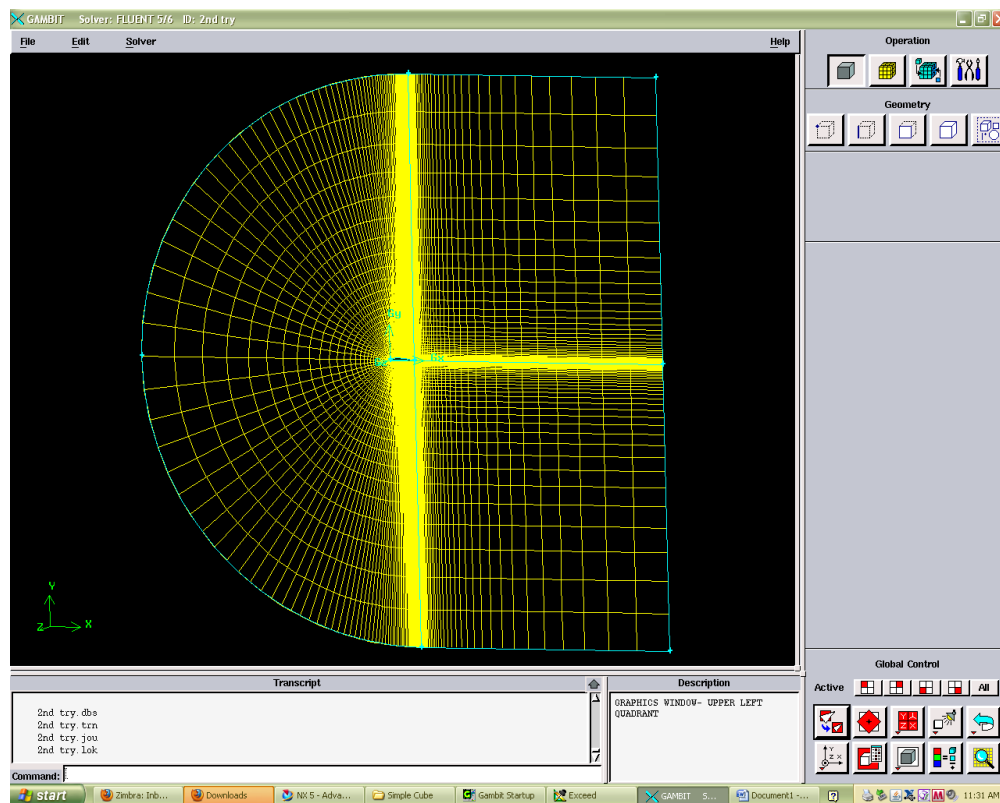 GAMBIT Solver: FLUENT 5/6 ID: 2nd try
File Edit Solver Help
Operation
Geometry
Gy
Gx
Y
Z X
Transcript
2nd try.dbs
2nd try.trn
2nd try.jou
2nd try.lok
Command:
Description
GRAPHICS WINDOW- UPPER LEFT
QUADRANT
Global Control
Active All
start Zimbra: Inb... Downloads NX 5 - Adva... Simple Cube Gambit Startup Exceed GAMBIT S... Document1 -... 11:31 AM